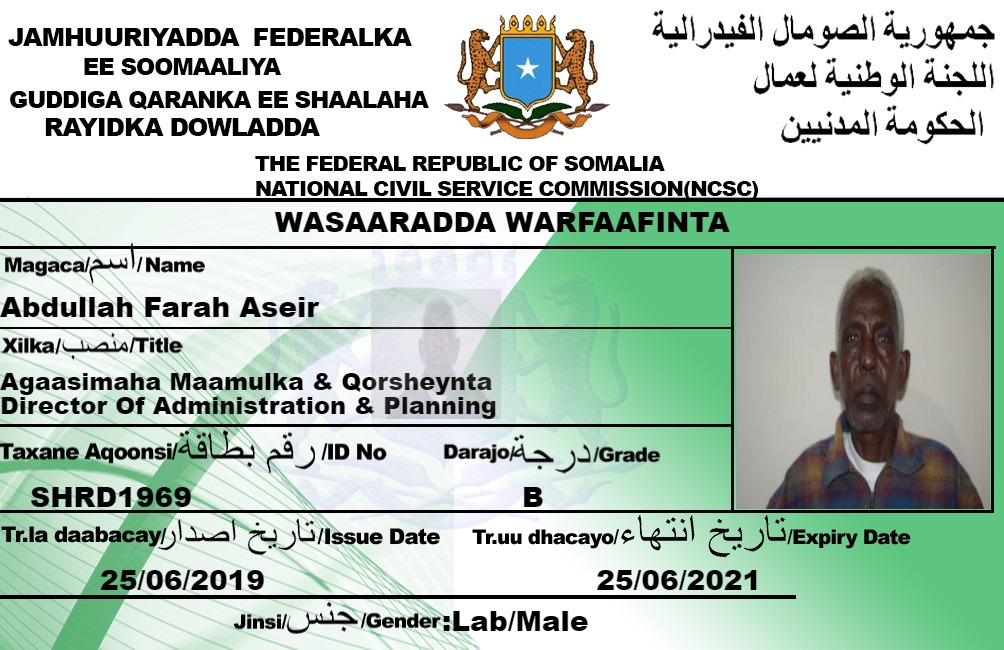 JAMHUURIYADDA FEDERALKA
EE SOOMAALIYA
GUDDIGA QARANKA EE SHAALAHA
RAYIDKA DOWLADDA
جمهورية الصومال الفيدرالية
اللجنة الوطنية لعمال
الحكومة المدنيين
THE FEDERAL REPUBLIC OF SOMALIA
NATIONAL CIVIL SERVICE COMMISSION(NCSC)
WASAARADDA WARFAAFINTA
Magaca/اسم/Name
Abdullah Farah Aseir
Xilka/منصب/Title
Agaasimaha Maamulka & Qorsheynta
Director Of Administration & Planning
Taxane Aqoonsi/رقم بطاقة/ID No
SHRD1969
Darajo/درجة/Grade
B
Tr.la daabacay/تاريخ اصدار/Issue Date
25/06/2019
Tr.uu dhacayo/تاريخ انتهاء/Expiry Date
25/06/2021
Jinsi/جنس/Gender:Lab/Male